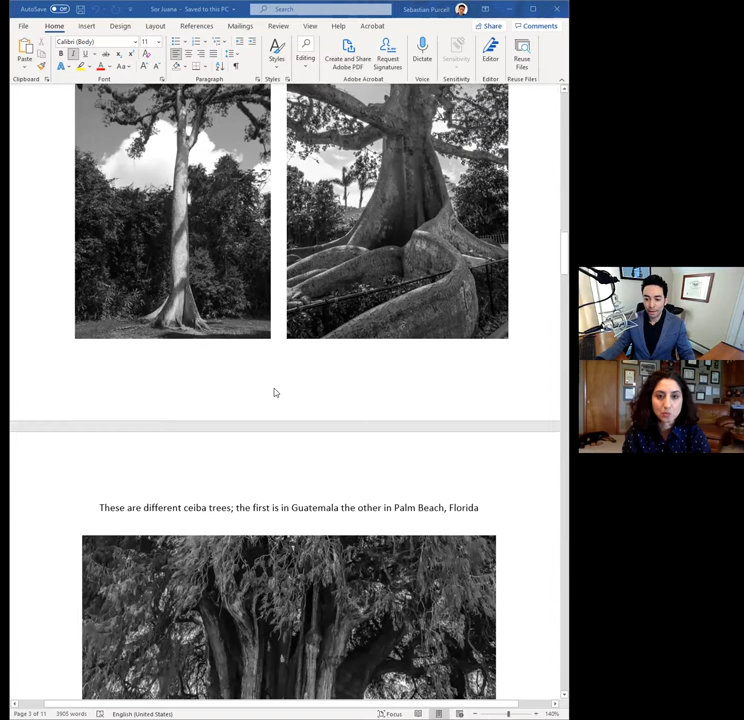 AutoSave Off Sor Juana - Saved to this PC Search Sebastian Purcell
File Home Insert Design Layout References Mailings Review View Help Acrobat Share Comments
Calibri (Body) 11
Paste
B I U ab x
Styles
Editing
Create and Share
Adobe PDF
Request
Signatures
Dictate
Sensitivity
Editor
Reuse
Files
Clipboard Font Paragraph Styles Adobe Acrobat Voice Sensitivity Editor Reuse Files
These are different ceiba trees; the first is in Guatemala the other in Palm Beach, Florida
Page 3 of 11 3905 words English (United States) Focus 140%